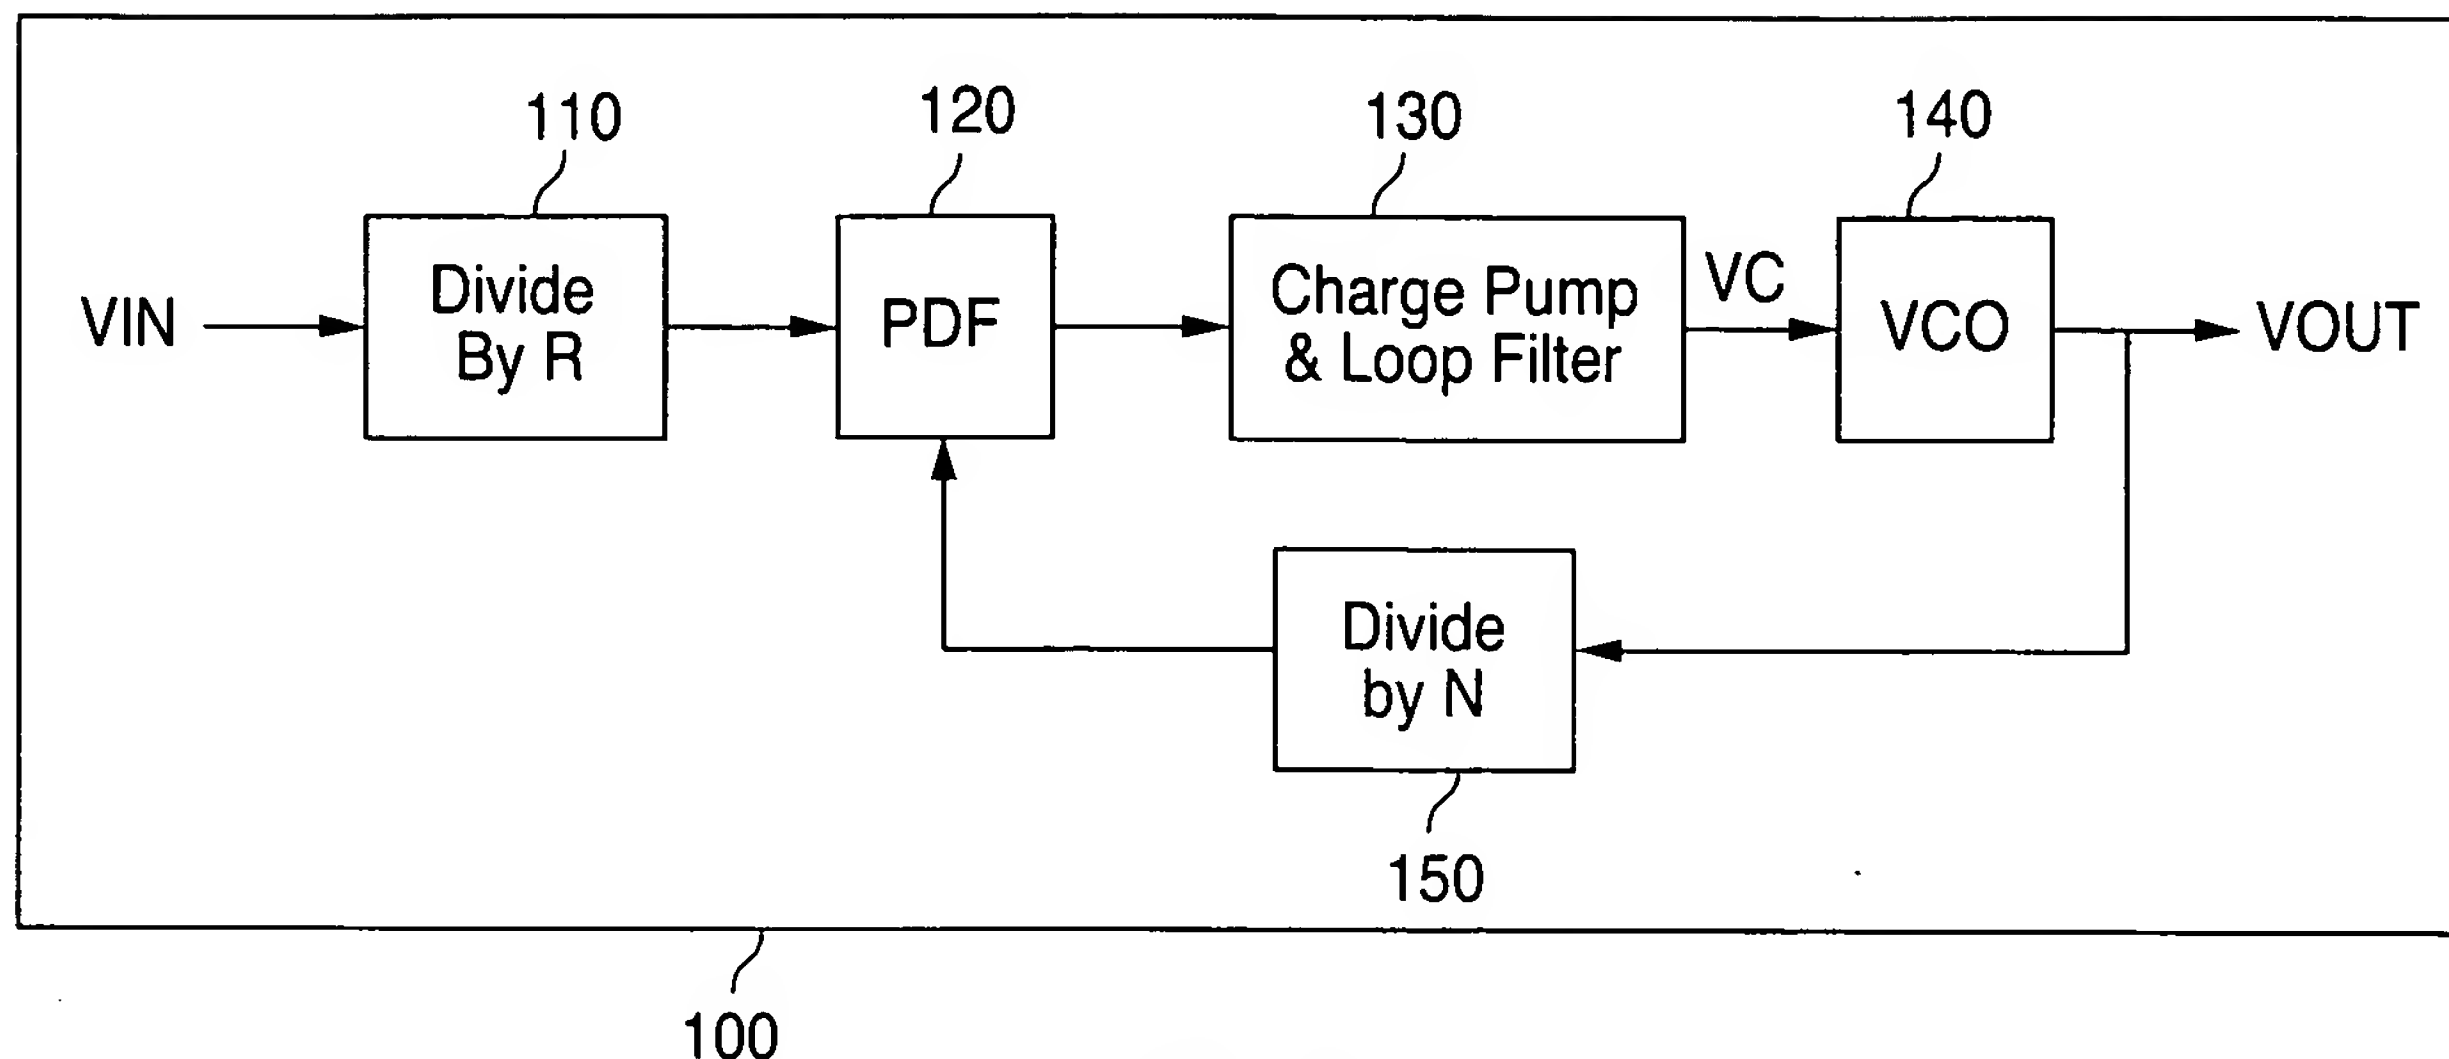 110
120
130
140
VIN
Divide
By R
PDF
Charge Pump
& Loop Filter
VC
VCO
VOUT
Divide
by N
150
100